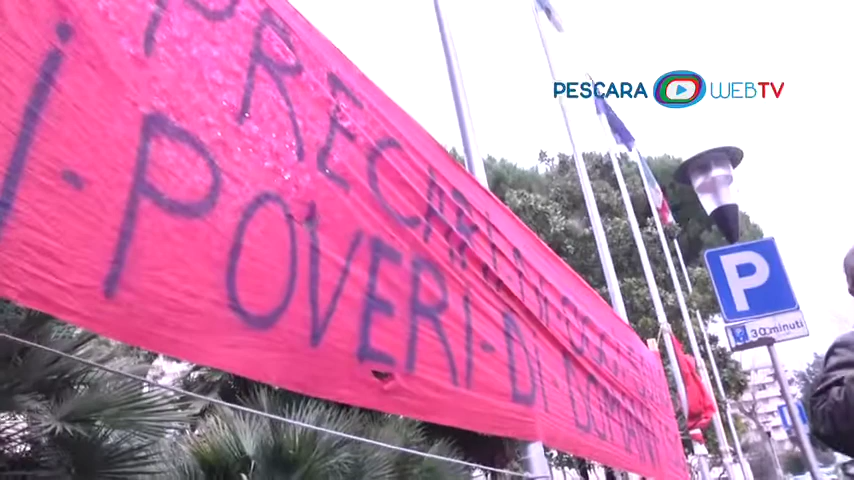 PRECARI
I·POVERI·DI·DOMANI
PESCARA WEBTV
P
30 minuti